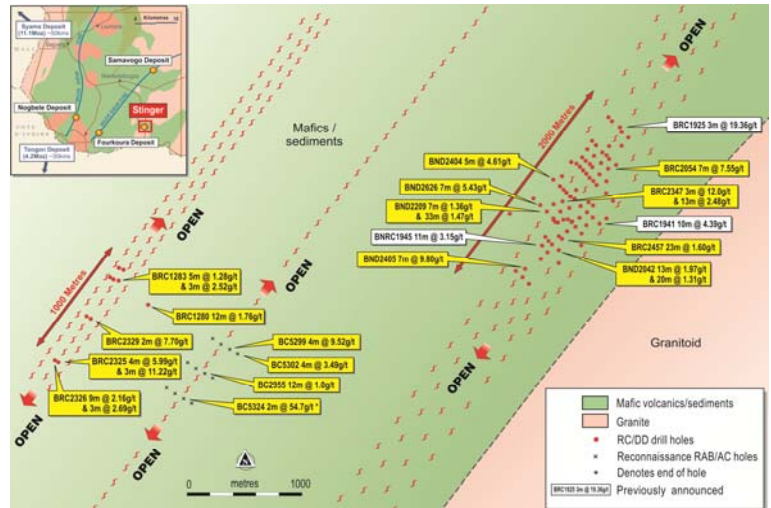 Kilometres
Syama Deposit
(11.1Moz) ~80kms
Samavogo Deposit
Nogbele Deposit
Stinger
Fourkoura Deposit
Tongon Deposit
(4.2Moz)
Mafics /
sediments
OPEN
OPEN
OPEN
2000 Metres
BRC1925 3m @ 19.36g/t
BND2404 5m @ 4.61g/t
BRC2054 7m @ 7.55g/t
BND2626 7m @ 5.43g/t
BRC2347 3m @ 12.0g/t
& 13m @ 2.48g/t
BND2209 7m @ 1.36g/t
& 33m @ 1.47g/t
BRC1941 10m @ 4.39g/t
BNRC1945 11m @ 3.15g/t
BRC2457 23m @ 1.60g/t
BND2405 7m @ 9.80g/t
BND2042 13m @ 1.97g/t
& 20m @ 1.31g/t
1000 Metres
BRC1283 5m @ 1.28g/t
& 3m @ 2.52g/t
BRC1280 12m @ 1.76g/t
BRC2329 2m @ 7.70g/t
BC5299 4m @ 9.52g/t
BRC2325 4m @ 5.99g/t
& 3m @ 11.22g/t
BC5302 4m @ 3.49g/t
BC2955 12m @ 1.0g/t
BRC2326 9m @ 2.16g/t
& 3m @ 2.69g/t
BC5324 2m @ 54.7g/t *
Granitoid
OPEN
OPEN
OPEN
0 metres 1000
Mafic volcanics/sediments
Granite
RC/DD drill holes
Reconnaissance RAB/AC holes
* Denotes end of hole
BRC1925 3m @ 19.36g/t Previously announced